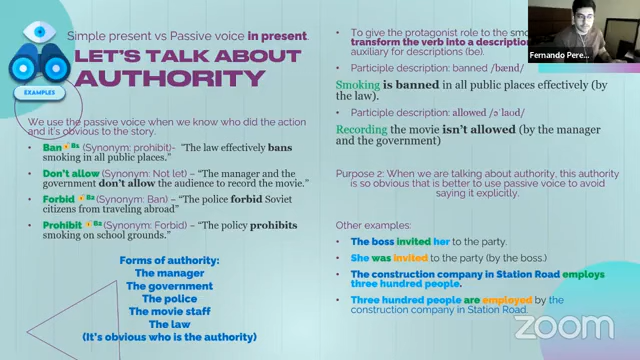 Simple present vs Passive voice in present.
LET'S TALK ABOUT
AUTHORITY
EXAMPLES
We use the passive voice when we know who did the action
and it's obvious to the story.
Ban B1 (Synonym: prohibit)- "The law effectively bans
smoking in all public places."
Don't allow (Synonym: Not let) – "The manager and the
government don't allow the audience to record the movie."
Forbid B2 (Synonym: Ban) – "The police forbid Soviet
citizens from traveling abroad"
Prohibit B2 (Synonym: Forbid) – "The policy prohibits
smoking on school grounds."
Forms of authority:
The manager
The government
The police
The movie staff
The law
(It's obvious who is the authority)
To give the protagonist role to the smo
transform the verb into a description
auxiliary for descriptions (be).
Participle description: banned /bænd/
Smoking is banned in all public places effectively (by
the law).
Participle description: allowed /əˈlaʊd/
Recording the movie isn't allowed (by the manager
and the government)
Purpose 2: When we are talking about authority, this authority
is so obvious that is better to use passive voice to avoid
saying it explicitly.
Other examples:
The boss invited her to the party.
She was invited to the party (by the boss.)
The construction company in Station Road employs
three hundred people.
Three hundred people are employed by the
construction company in Station Road.
Fernando Pere...
zoom